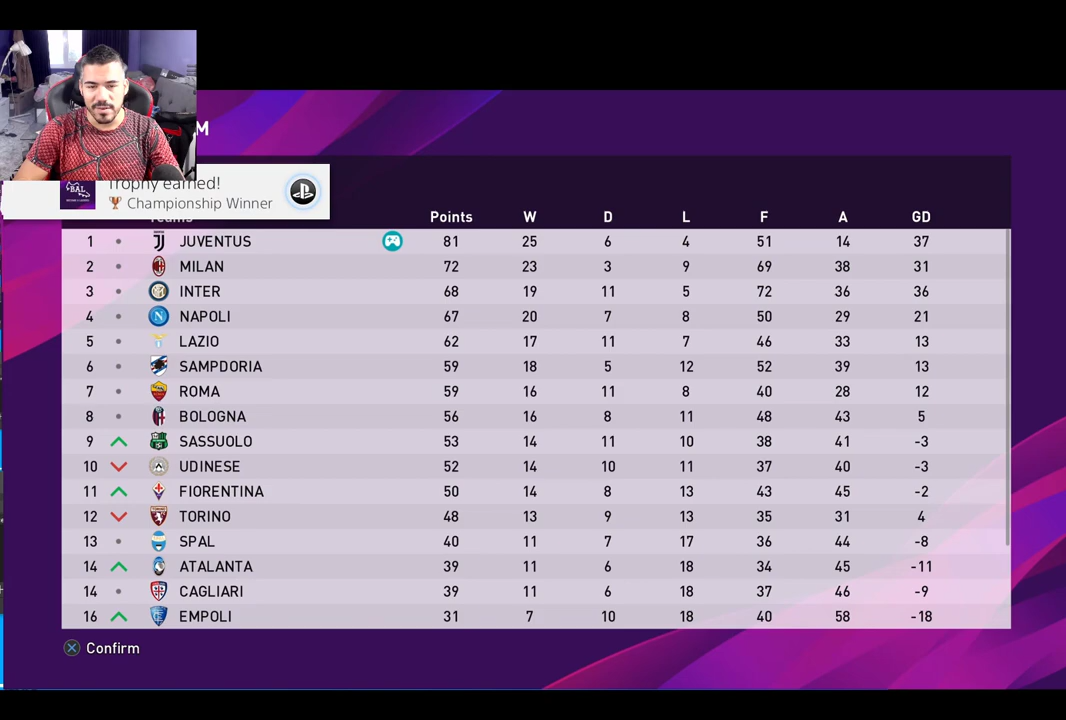 M
Trophy earned!
BAL
Championship Winner
Teams Points W D L F A GD
1 JUVENTUS 81 25 6 4 51 14 37
2 MILAN 72 23 3 9 69 38 31
3 INTER 68 19 11 5 72 36 36
4 NAPOLI 67 20 7 8 50 29 21
5 LAZIO 62 17 11 7 46 33 13
6 SAMPDORIA 59 18 5 12 52 39 13
7 ROMA 59 16 11 8 40 28 12
8 BOLOGNA 56 16 8 11 48 43 5
9 SASSUOLO 53 14 11 10 38 41 -3
10 UDINESE 52 14 10 11 37 40 -3
11 FIORENTINA 50 14 8 13 43 45 -2
12 TORINO 48 13 9 13 35 31 4
13 SPAL 40 11 7 17 36 44 -8
14 ATALANTA 39 11 6 18 34 45 -11
14 CAGLIARI 39 11 6 18 37 46 -9
16 EMPOLI 31 7 10 18 40 58 -18
Confirm